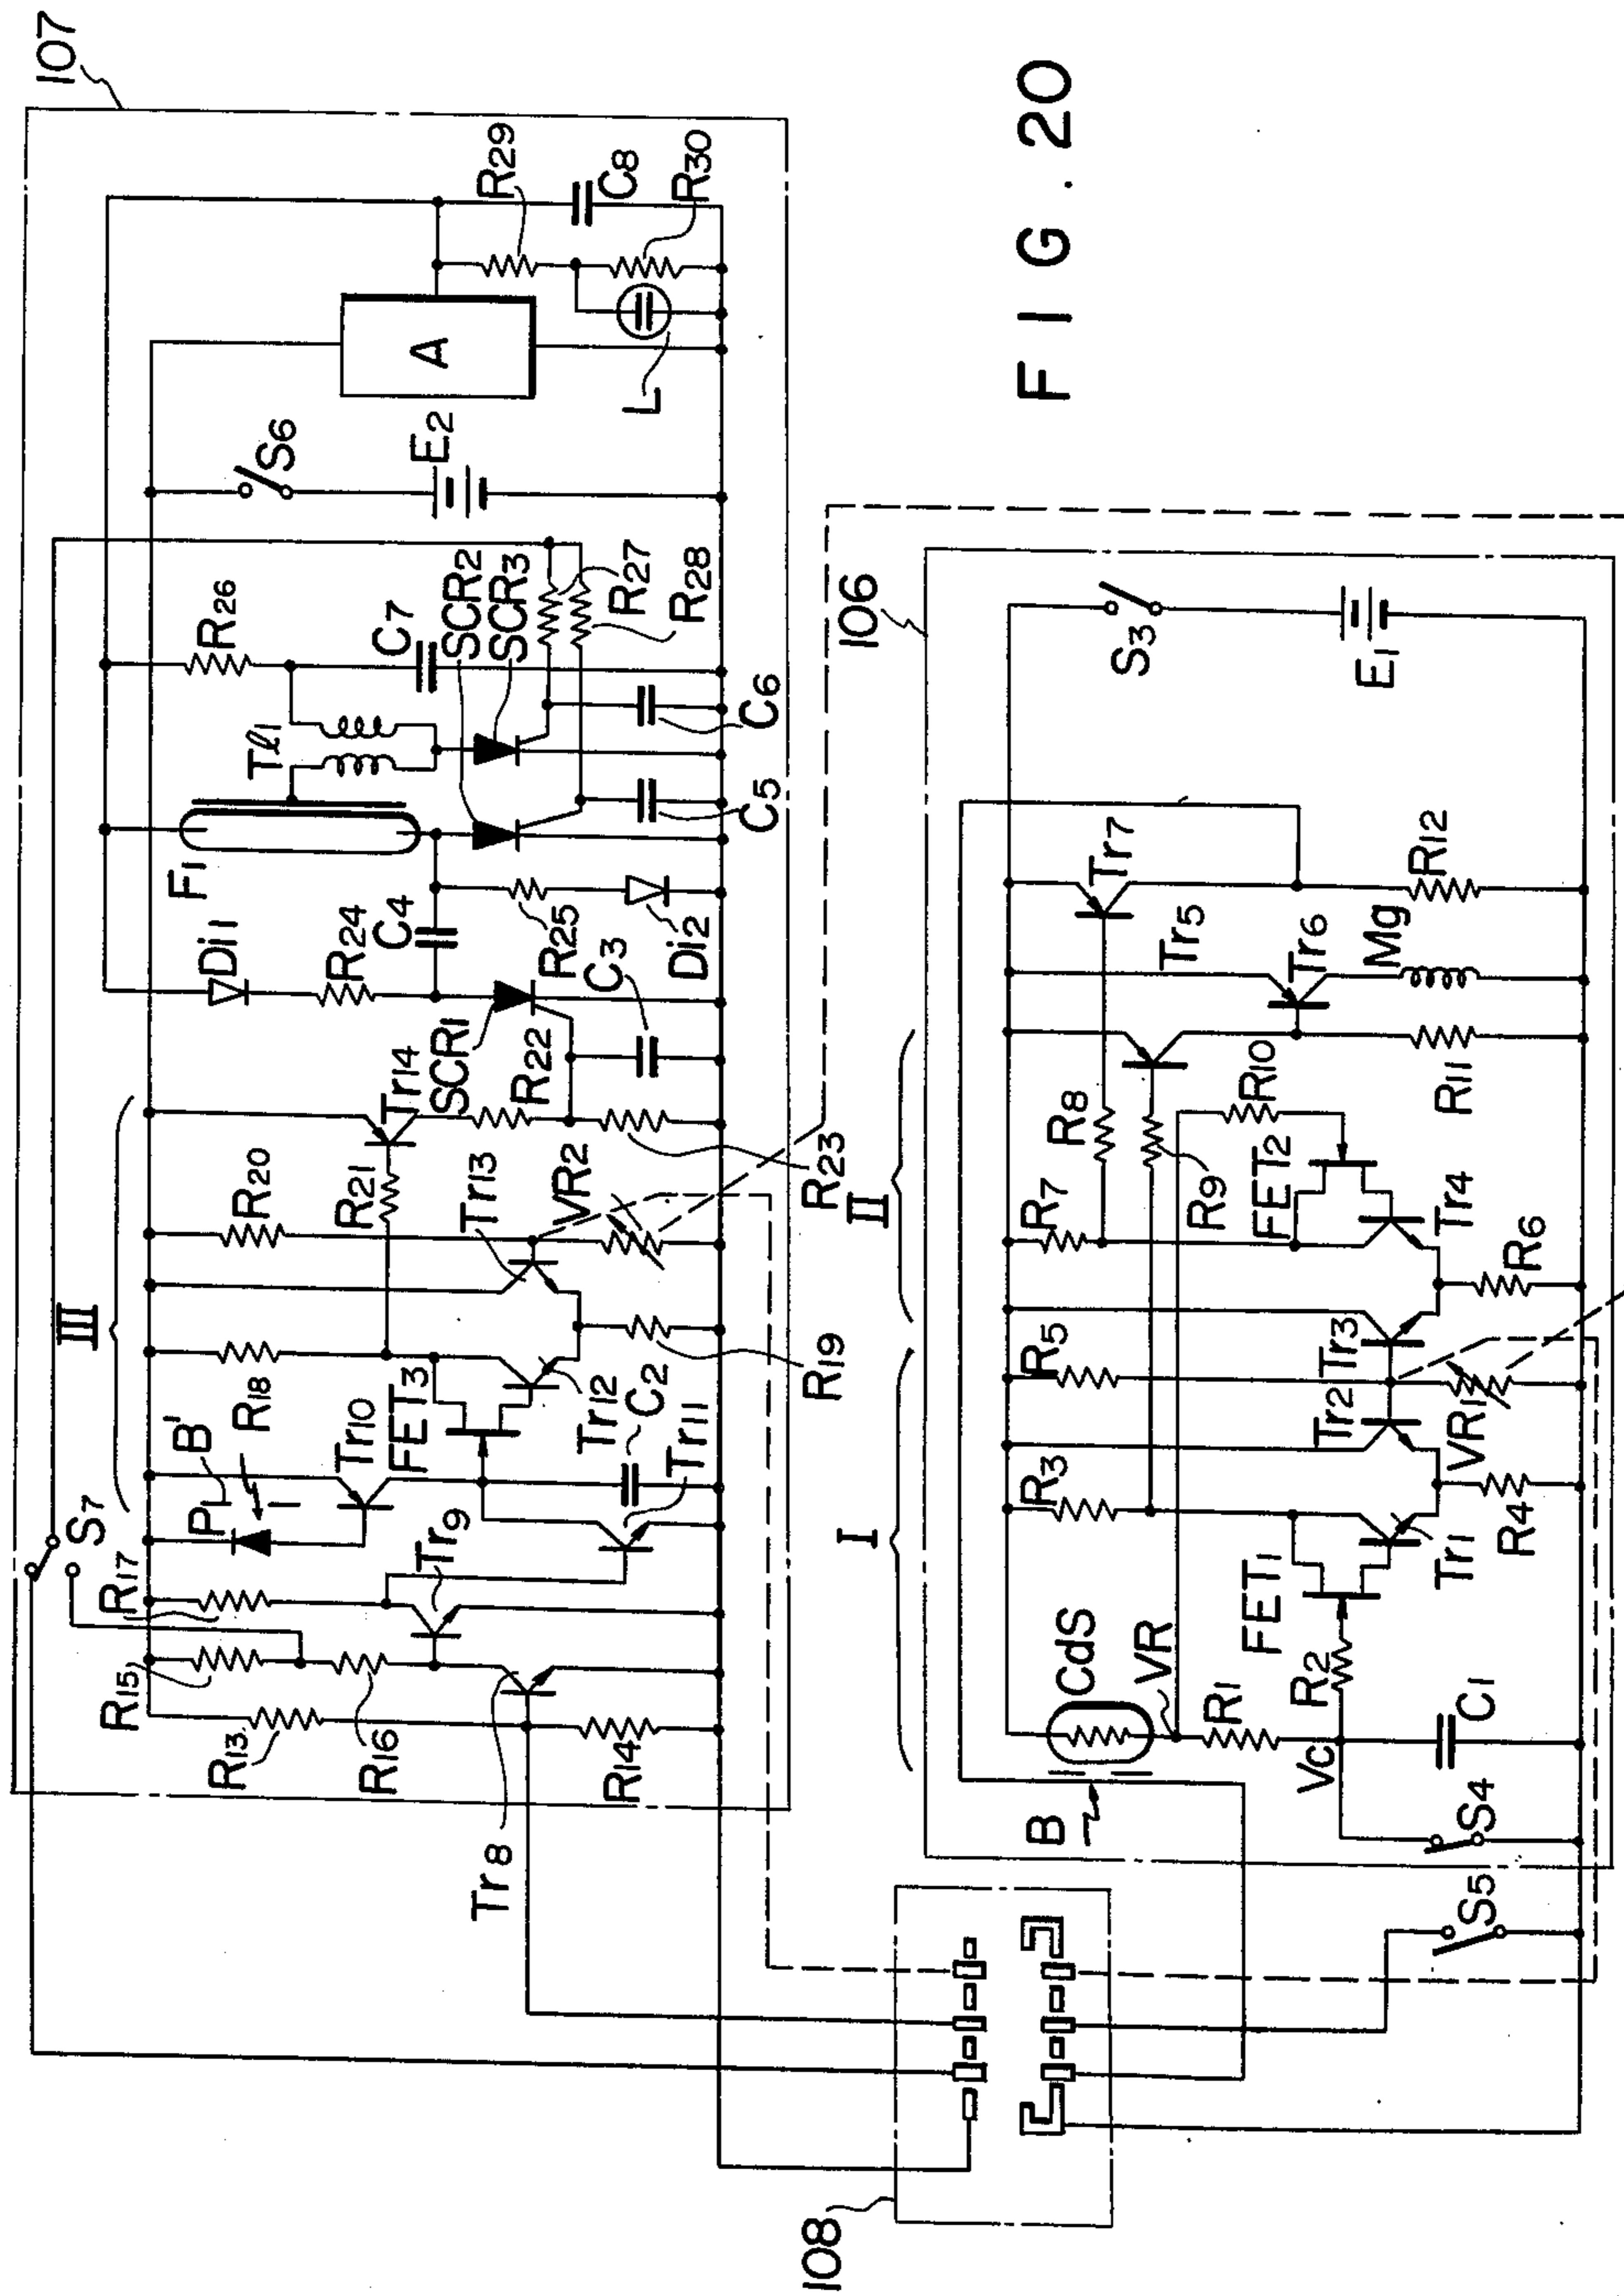 107
S7
III
R17
R15
R13
R16
R14
Tr8
Tr9
P
B'
R18
Tr10
FET3
Tr12
C2
Tr11
R19
R20
R21
Tr13
VR2
R23
Tr14
SCR1
R22
C3
Di1
R24
C4
R25
Di2
F1
Tℓ1
R26
C7
SCR2
SCR3
R27
R28
C5
C6
S6
E2
A
L
R29
C8
R30
106
I
II
B
CdS
VR
R1
Vc
C1
S4
S5
R2
FET1
Tr1
R3
R4
Tr2
VR1
R5
Tr3
R6
Tr4
R7
R8
R9
FET2
R10
R11
Tr5
Tr6
Mg
Tr7
R12
S3
E1
108
FIG. 20